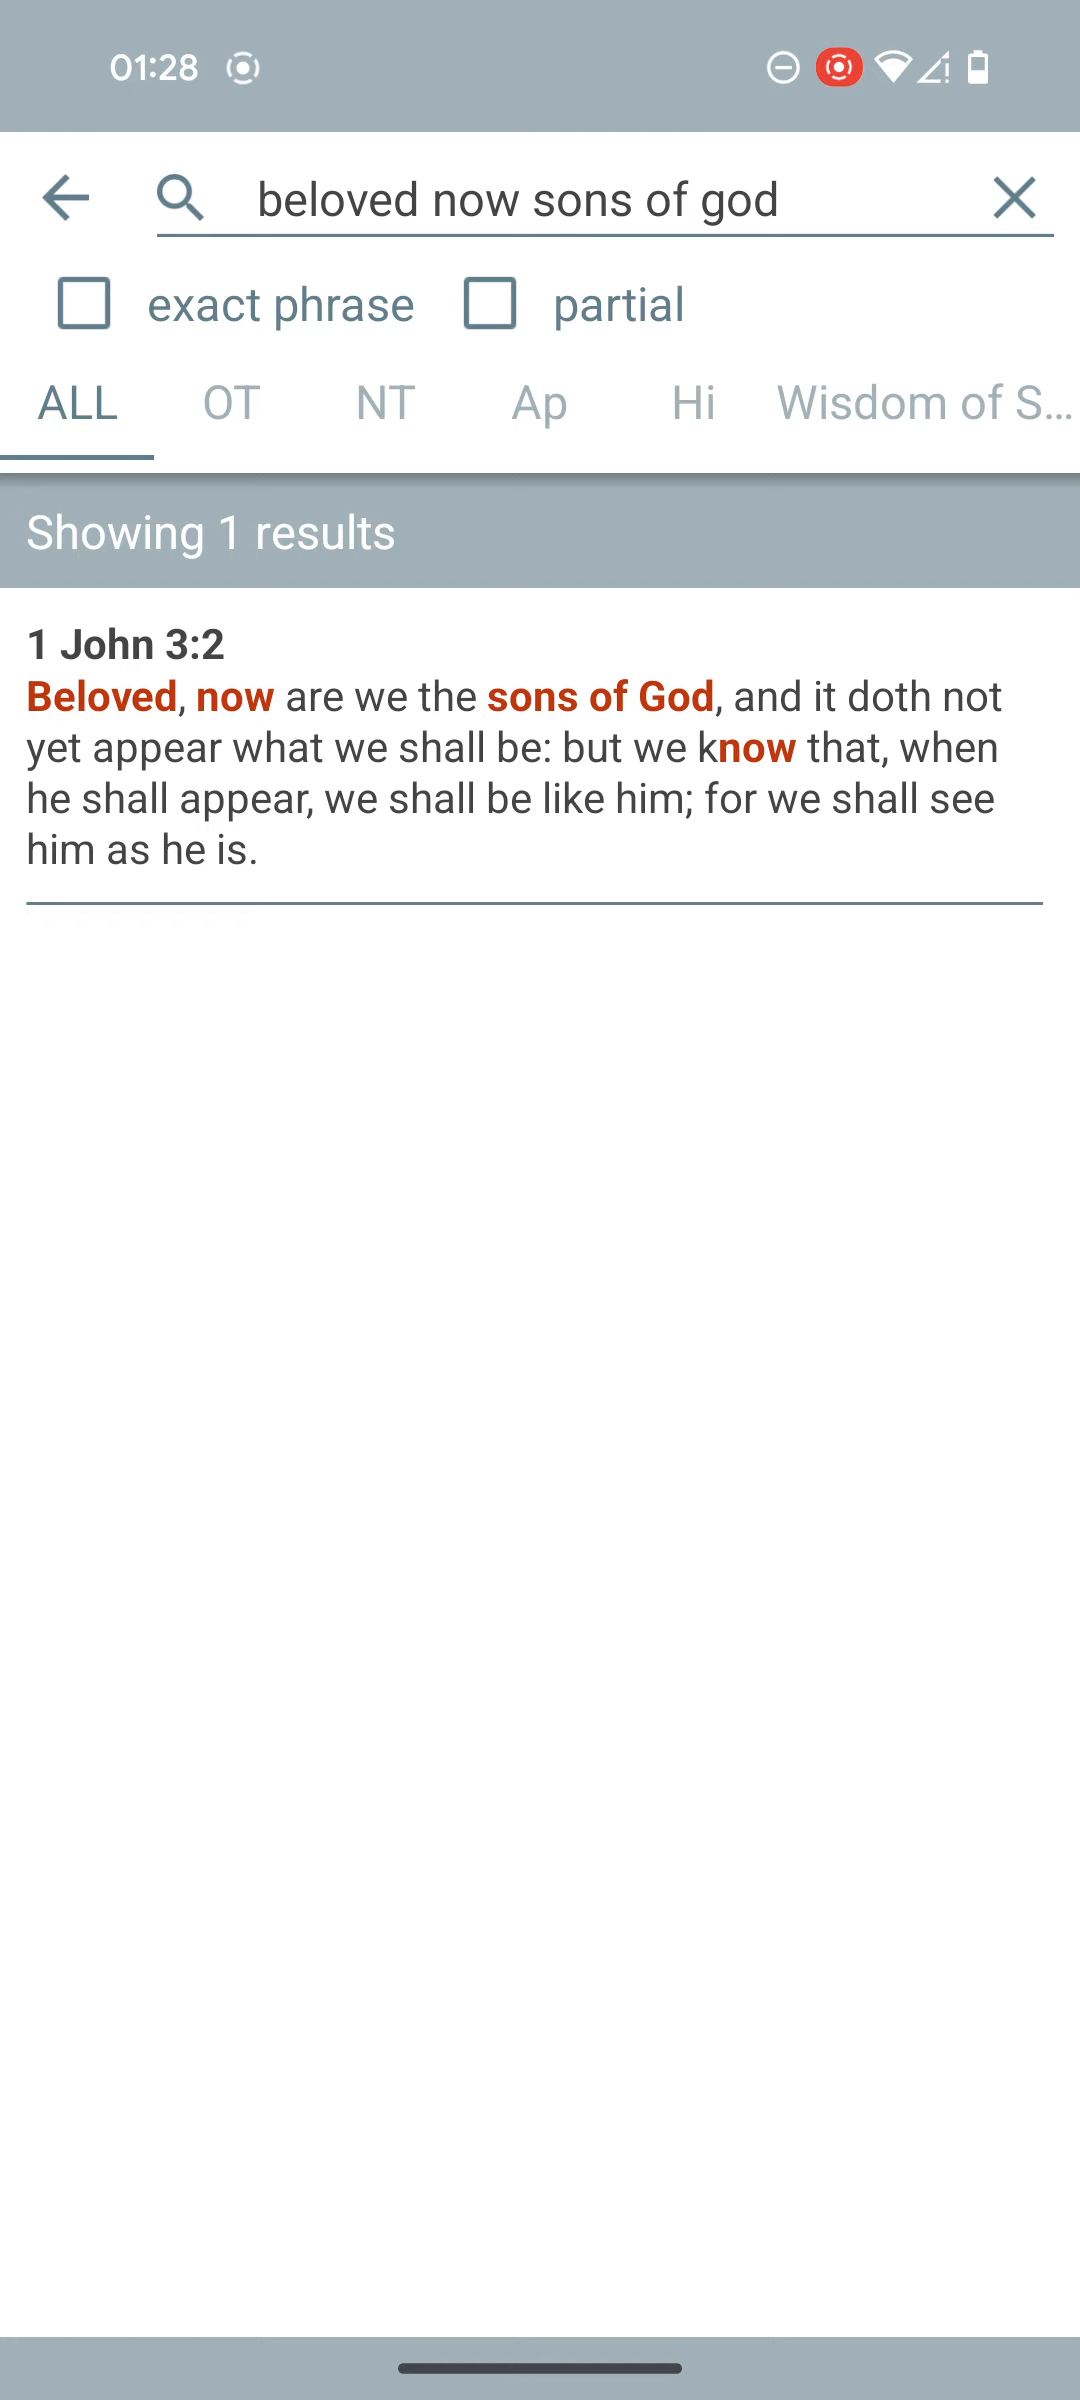 01:28
beloved now sons of god
exact phrase partial
ALL OT NT Ap Hi Wisdom of S...
Showing 1 results
1 John 3:2
Beloved, now are we the sons of God, and it doth not
yet appear what we shall be: but we know that, when
he shall appear, we shall be like him; for we shall see
him as he is.